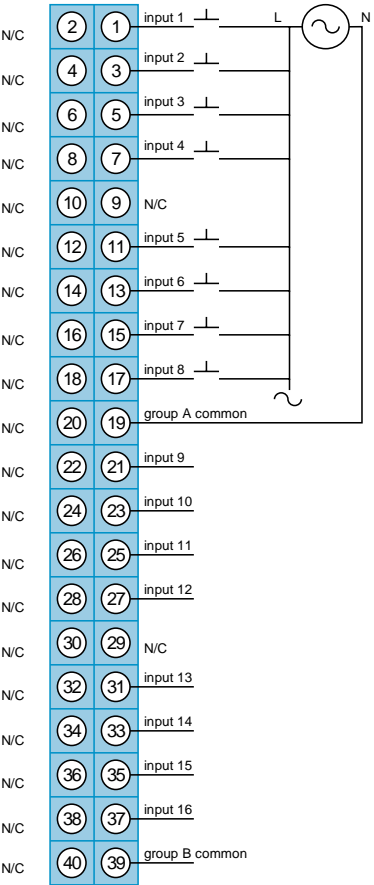 input 1 L N
N/C 2 1
input 2
N/C 4 3
input 3
N/C 6 5
input 4
N/C 8 7
N/C 10 9 N/C
input 5
N/C 12 11
input 6
N/C 14 13
input 7
N/C 16 15
input 8
N/C 18 17
group A common
N/C 20 19
input 9
N/C 22 21
input 10
N/C 24 23
input 11
N/C 26 25
input 12
N/C 28 27
N/C 30 29 N/C
input 13
N/C 32 31
input 14
N/C 34 33
input 15
N/C 36 35
input 16
N/C 38 37
group B common
N/C 40 39